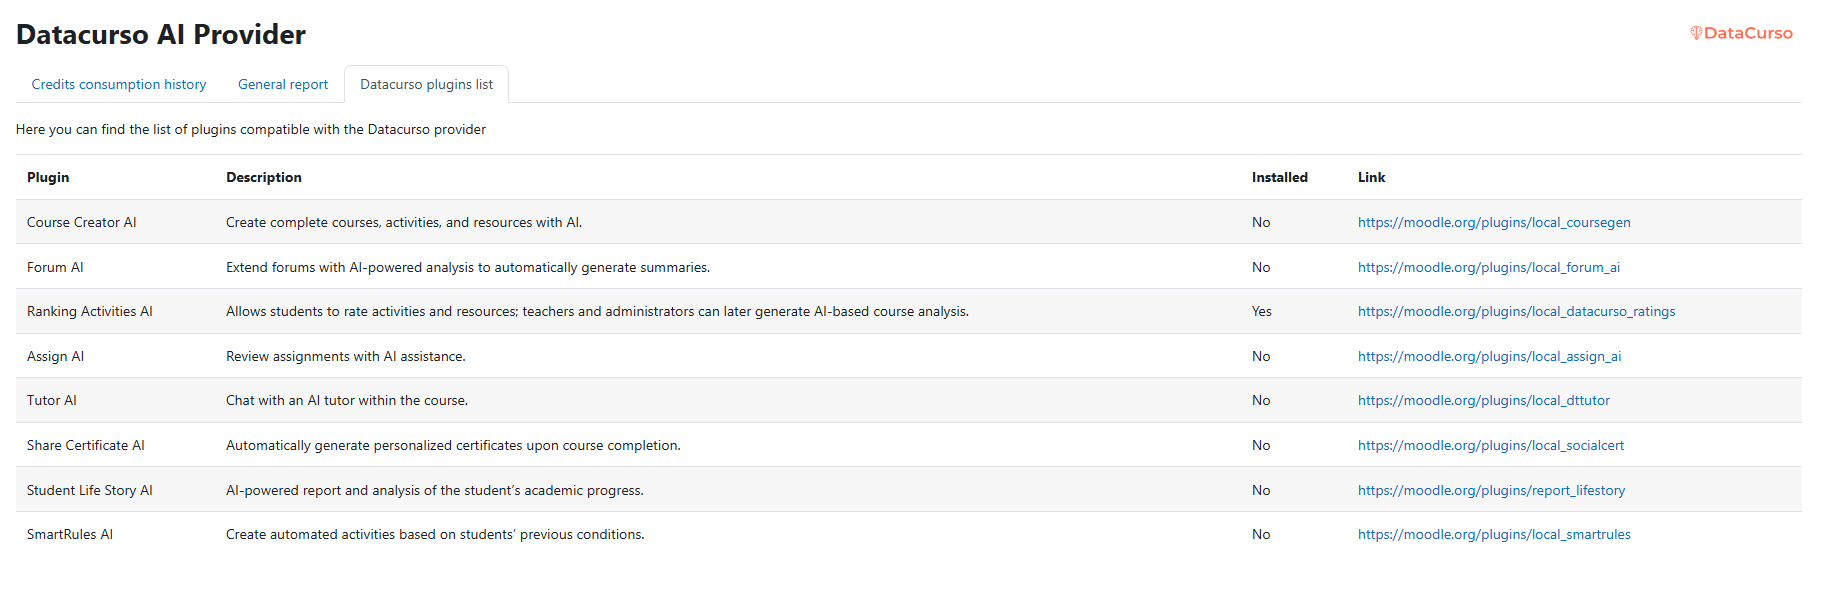 Datacurso AI Provider
DataCurso
Credits consumption history General report Datacurso plugins list
Here you can find the list of plugins compatible with the Datacurso provider
Plugin Description Installed Link
Course Creator AI Create complete courses, activities, and resources with AI. No https://moodle.org/plugins/local_coursegen
Forum AI Extend forums with AI-powered analysis to automatically generate summaries. No https://moodle.org/plugins/local_forum_ai
Ranking Activities AI Allows students to rate activities and resources; teachers and administrators can later generate AI-based course analysis. Yes https://moodle.org/plugins/local_datacurso_ratings
Assign AI Review assignments with AI assistance. No https://moodle.org/plugins/local_assign_ai
Tutor AI Chat with an AI tutor within the course. No https://moodle.org/plugins/local_dttutor
Share Certificate AI Automatically generate personalized certificates upon course completion. No https://moodle.org/plugins/local_socialcert
Student Life Story AI AI-powered report and analysis of the student’s academic progress. No https://moodle.org/plugins/report_lifestory
SmartRules AI Create automated activities based on students’ previous conditions. No https://moodle.org/plugins/local_smartrules